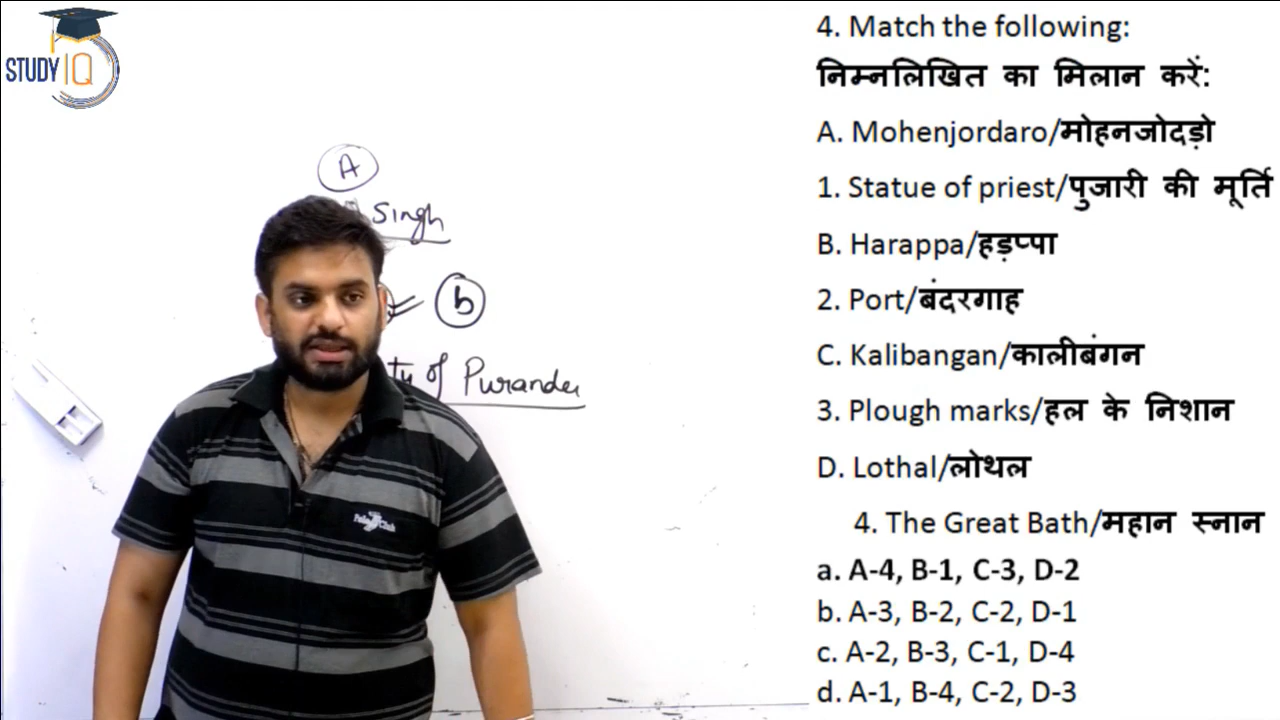 STUDY IQ
A
Singh
b
ty of Purander
4. Match the following:
निम्नलिखित का मिलान करें:
A. Mohenjordaro/मोहनजोदड़ो
1. Statue of priest/पुजारी की मूर्ति
B. Harappa/हड़प्पा
2. Port/बंदरगाह
C. Kalibangan/कालीबंगन
3. Plough marks/हल के निशान
D. Lothal/लोथल
4. The Great Bath/महान स्नान
a. A-4, B-1, C-3, D-2
b. A-3, B-2, C-2, D-1
c. A-2, B-3, C-1, D-4
d. A-1, B-4, C-2, D-3